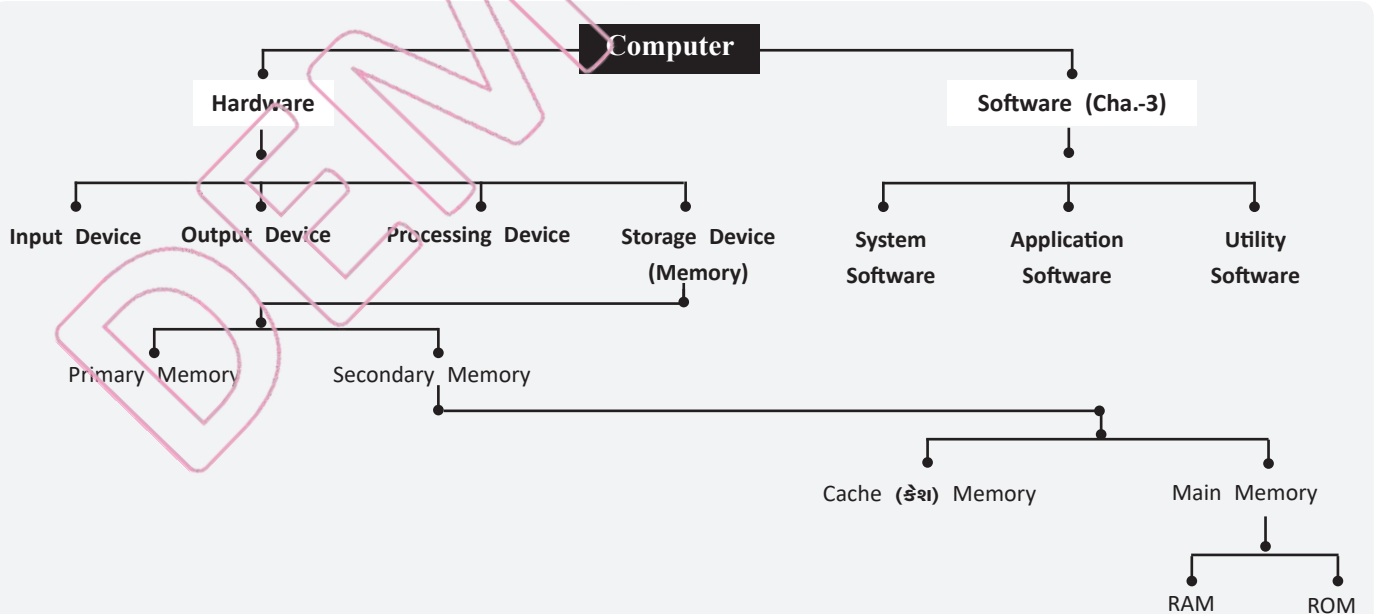 Computer
Hardware
Software (Cha.-3)
Input Device
Output Device
Processing Device
Storage Device
(Memory)
System
Software
Application
Software
Utility
Software
Primary Memory
Secondary Memory
Cache (કેશ) Memory
Main Memory
RAM
ROM
DEM